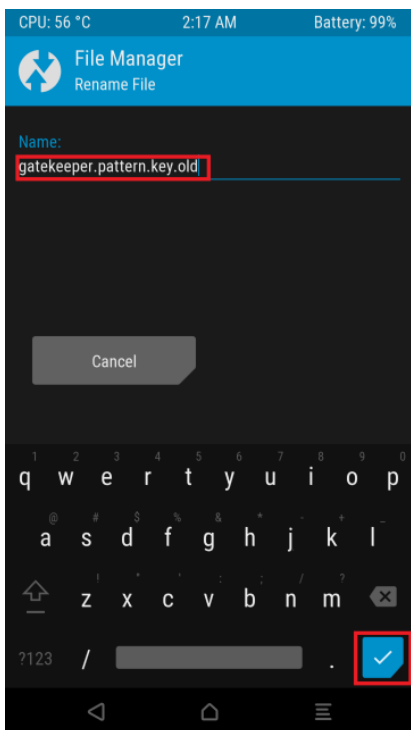 CPU: 56 °C 2:17 AM Battery: 99%
File Manager
Rename File
Name:
gatekeeper.pattern.key.old
Cancel
1 2 3 4 5 6 7 8 9 0
q w e r t y u i o p
@ # $ % & * - + _
a s d f g h j k l
! " ' : ; / ?
z x c v b n m
?123 / .